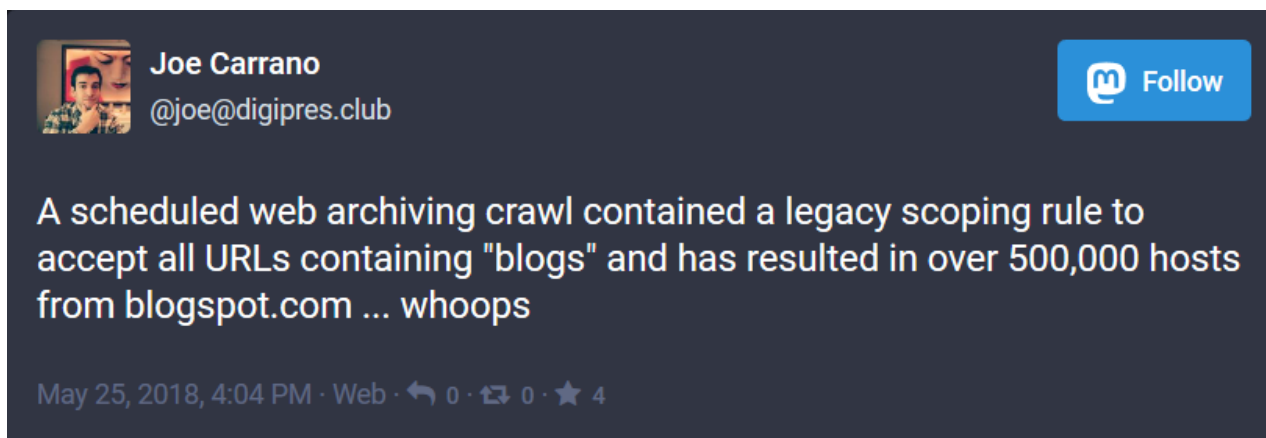 Joe Carrano
@joe@digipres.club
Follow
A scheduled web archiving crawl contained a legacy scoping rule to
accept all URLs containing "blogs" and has resulted in over 500,000 hosts
from blogspot.com ... whoops
May 25, 2018, 4:04 PM · Web · 0 · 0 · 4